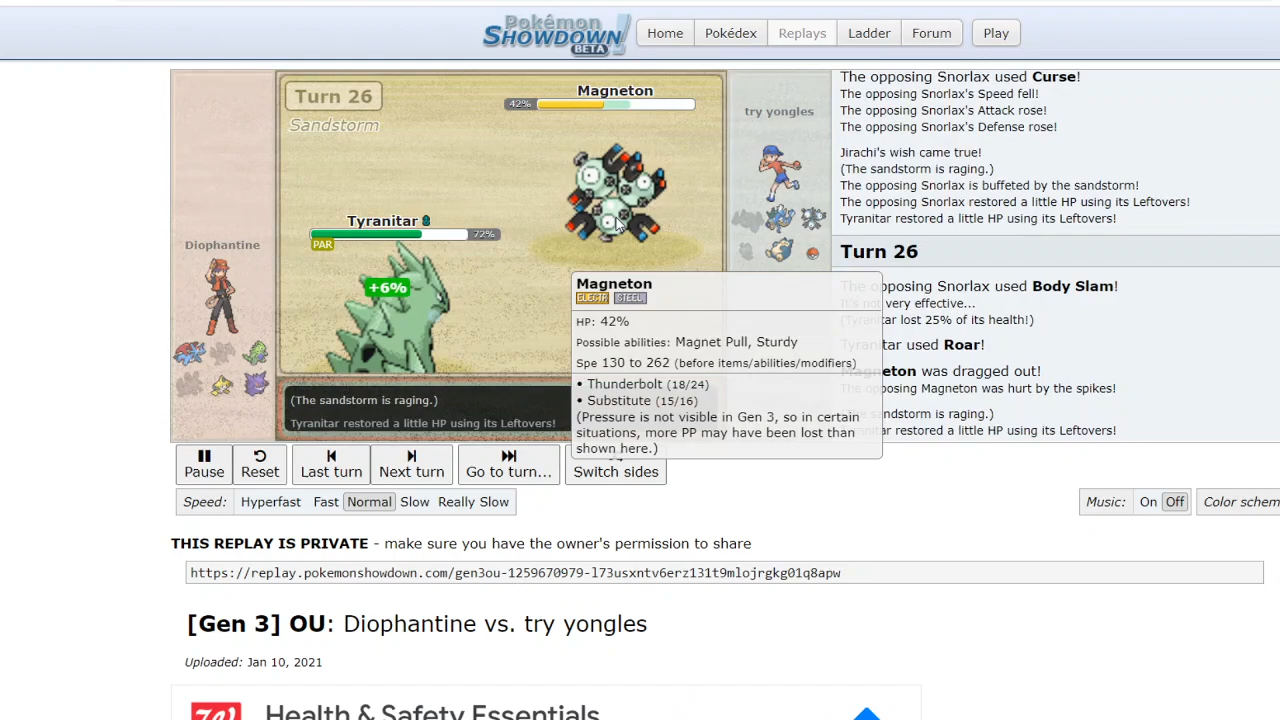 Pokémon
SHOWDOWN!
BETA
Home
Pokédex
Replays
Ladder
Forum
Play
Turn 26
Sandstorm
Magneton
42%
Tyranitar
72%
PAR
+6%
Diophantine
try yongles
(The sandstorm is raging.)
Tyranitar restored a little HP using its Leftovers!
The opposing Snorlax used Curse!
The opposing Snorlax's Speed fell!
The opposing Snorlax's Attack rose!
The opposing Snorlax's Defense rose!
Jirachi's wish came true!
(The sandstorm is raging.)
The opposing Snorlax is buffeted by the sandstorm!
The opposing Snorlax restored a little HP using its Leftovers!
Tyranitar restored a little HP using its Leftovers!
Turn 26
The opposing Snorlax used Body Slam!
It's not very effective...
(Tyranitar lost 25% of its health!)
Tyranitar used Roar!
Magneton was dragged out!
The opposing Magneton was hurt by the spikes!
sandstorm is raging.)
restored a little HP using its Leftovers!
Magneton
ELECTR STEEL
HP: 42%
Possible abilities: Magnet Pull, Sturdy
Spe 130 to 262 (before items/abilities/modifiers)
• Thunderbolt (18/24)
• Substitute (15/16)
(Pressure is not visible in Gen 3, so in certain
situations, more PP may have been lost than
shown here.)
Pause
Reset
Last turn
Next turn
Go to turn...
Switch sides
Speed: Hyperfast Fast Normal Slow Really Slow
Music: On Off
Color schem
THIS REPLAY IS PRIVATE - make sure you have the owner's permission to share
https://replay.pokemonshowdown.com/gen3ou-1259670979-l73usxntv6erz131t9mlojrgkg01q8apw
[Gen 3] OU: Diophantine vs. try yongles
Uploaded: Jan 10, 2021
Health & Safety Essentials